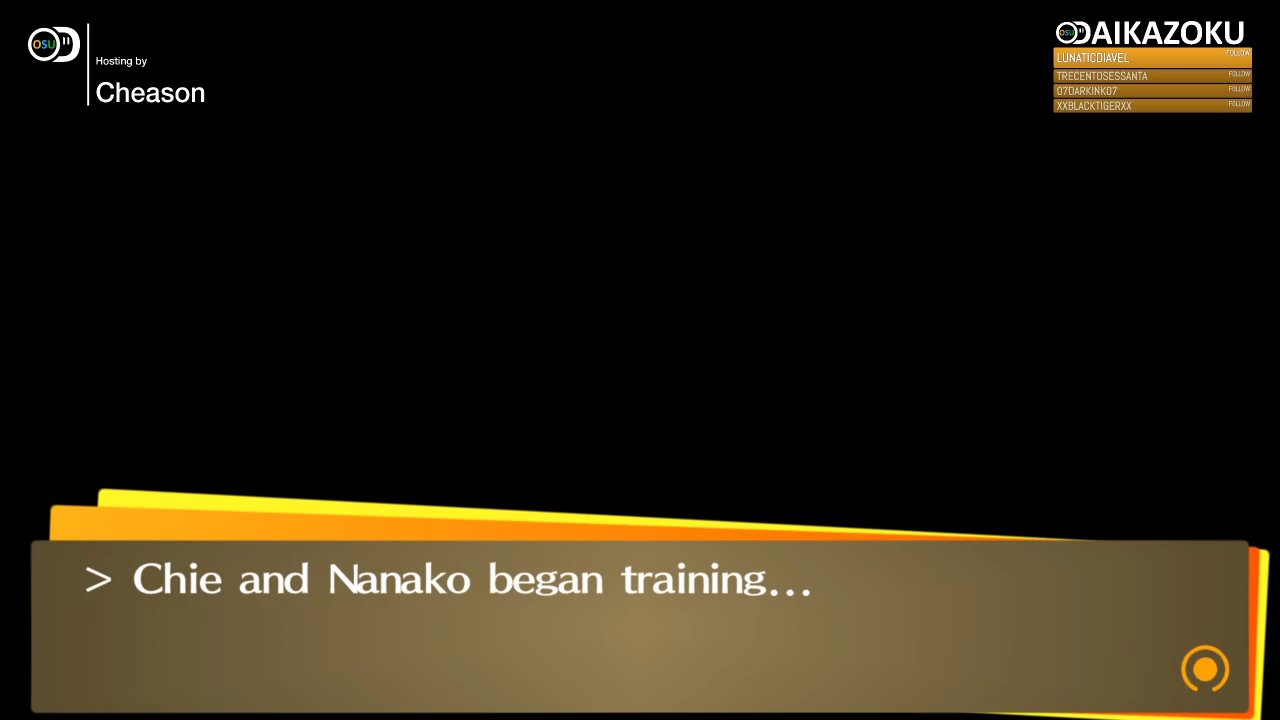 OSU
Hosting by
Cheason
OSU
DAIKAZOKU
LUNATICDIAVEL FOLLOW
TRECENTOSESSANTA FOLLOW
07DARKINK07 FOLLOW
XXBLACKTIGERXX FOLLOW
> Chie and Nanako began training...